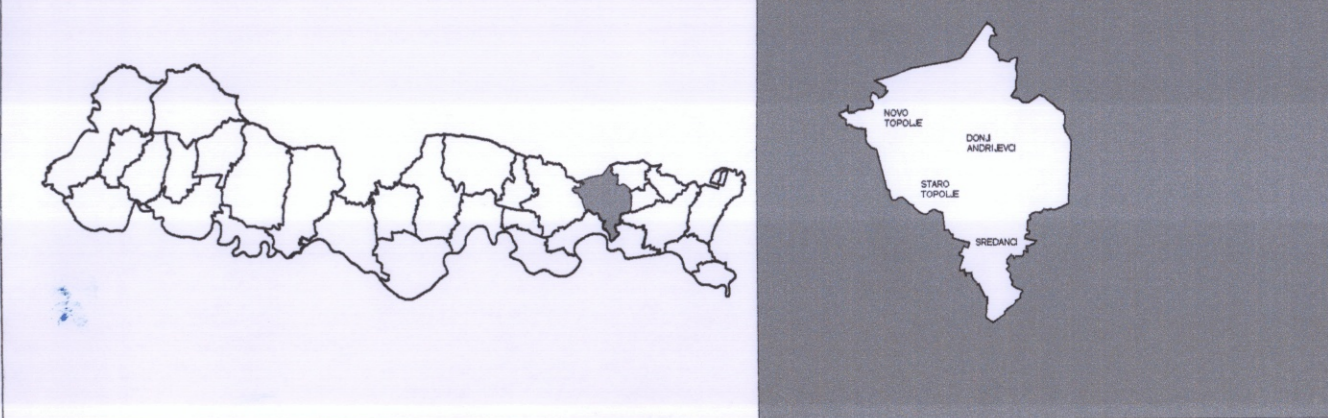 NOVO
TOPOLJE
DONJI
ANDRIJEVCI
STARO
TOPOLJE
SREDANCI